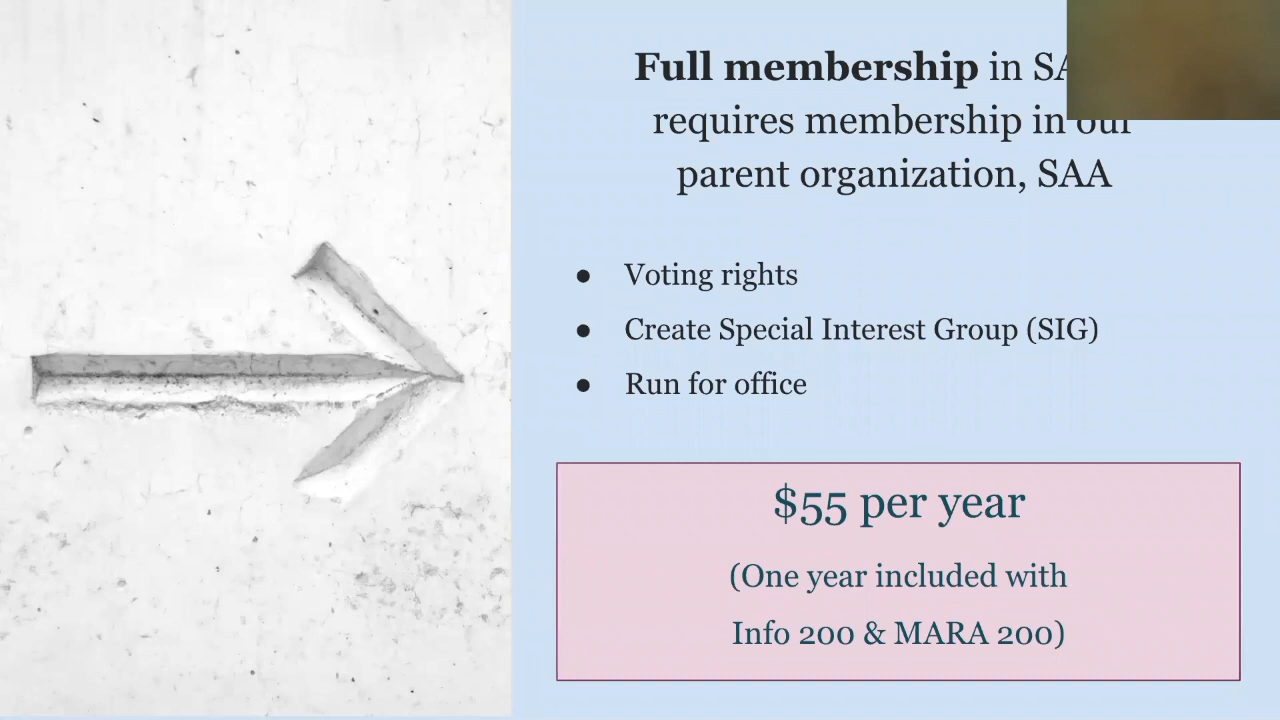 Full membership in
requires membership in our
parent organization, SAA
● Voting rights
● Create Special Interest Group (SIG)
● Run for office
$55 per year
(One year included with
Info 200 & MARA 200)